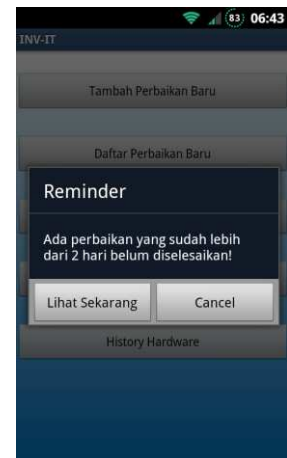 83 06:43
INV-IT
Tambah Perbaikan Baru
Daftar Perbaikan Baru
Reminder
Ada perbaikan yang sudah lebih
dari 2 hari belum diselesaikan!
Lihat Sekarang Cancel
History Hardware